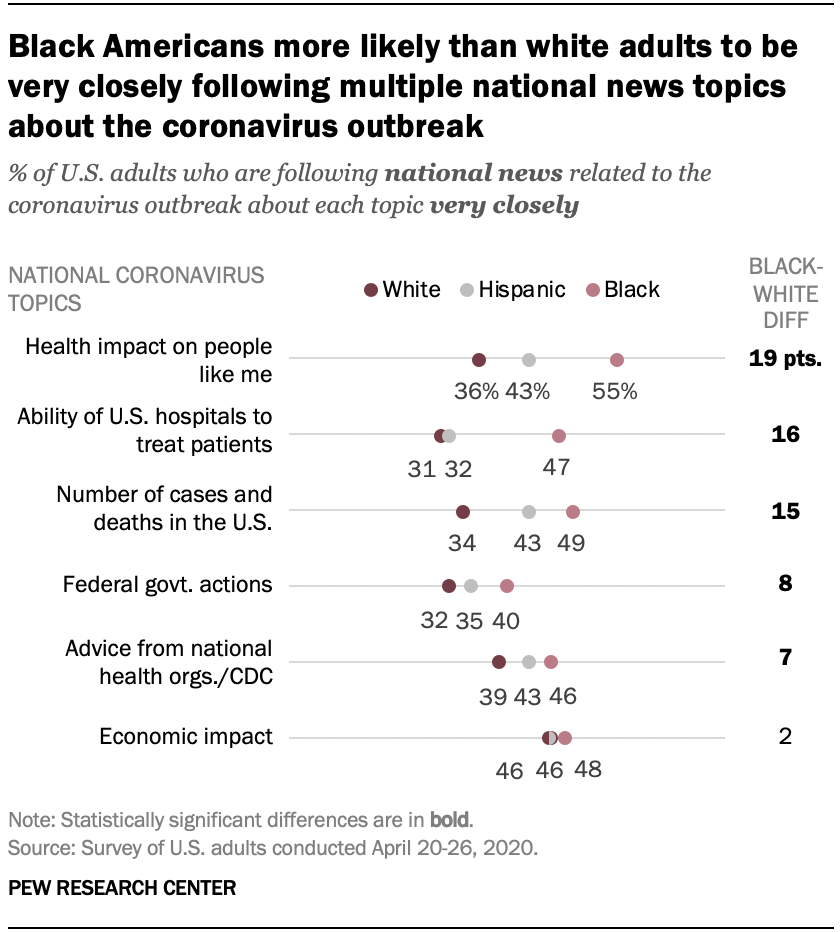 Black Americans more likely than white adults to be
very closely following multiple national news topics
about the coronavirus outbreak
% of U.S. adults who are following national news related to the
coronavirus outbreak about each topic very closely
NATIONAL CORONAVIRUS
TOPICS
White Hispanic Black
BLACK-
WHITE
DIFF
Health impact on people
like me
36% 43% 55%
19 pts.
Ability of U.S. hospitals to
treat patients
31 32 47
16
Number of cases and
deaths in the U.S.
34 43 49
15
Federal govt. actions
32 35 40
8
Advice from national
health orgs./CDC
39 43 46
7
Economic impact
46 46 48
2
Note: Statistically significant differences are in bold.
Source: Survey of U.S. adults conducted April 20-26, 2020.
PEW RESEARCH CENTER